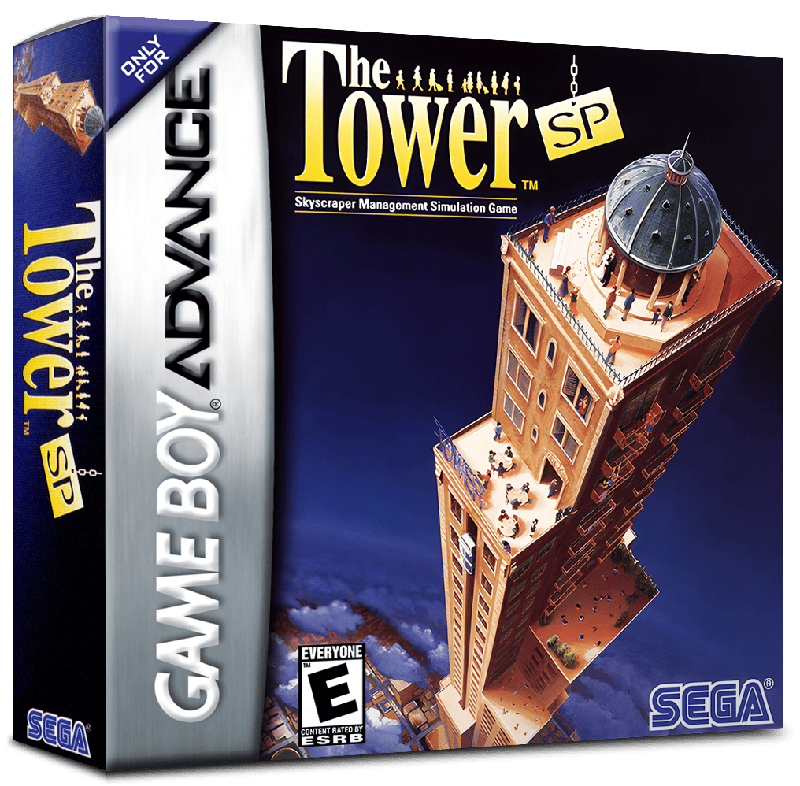 ONLY
FOR
GAME BOY ADVANCE
®
The
Tower
SP
™
Skyscraper Management Simulation Game
The
Tower
™
SP
EVERYONE
™
E
CONTENT RATED BY
ESRB
SEGA®
SEGA®